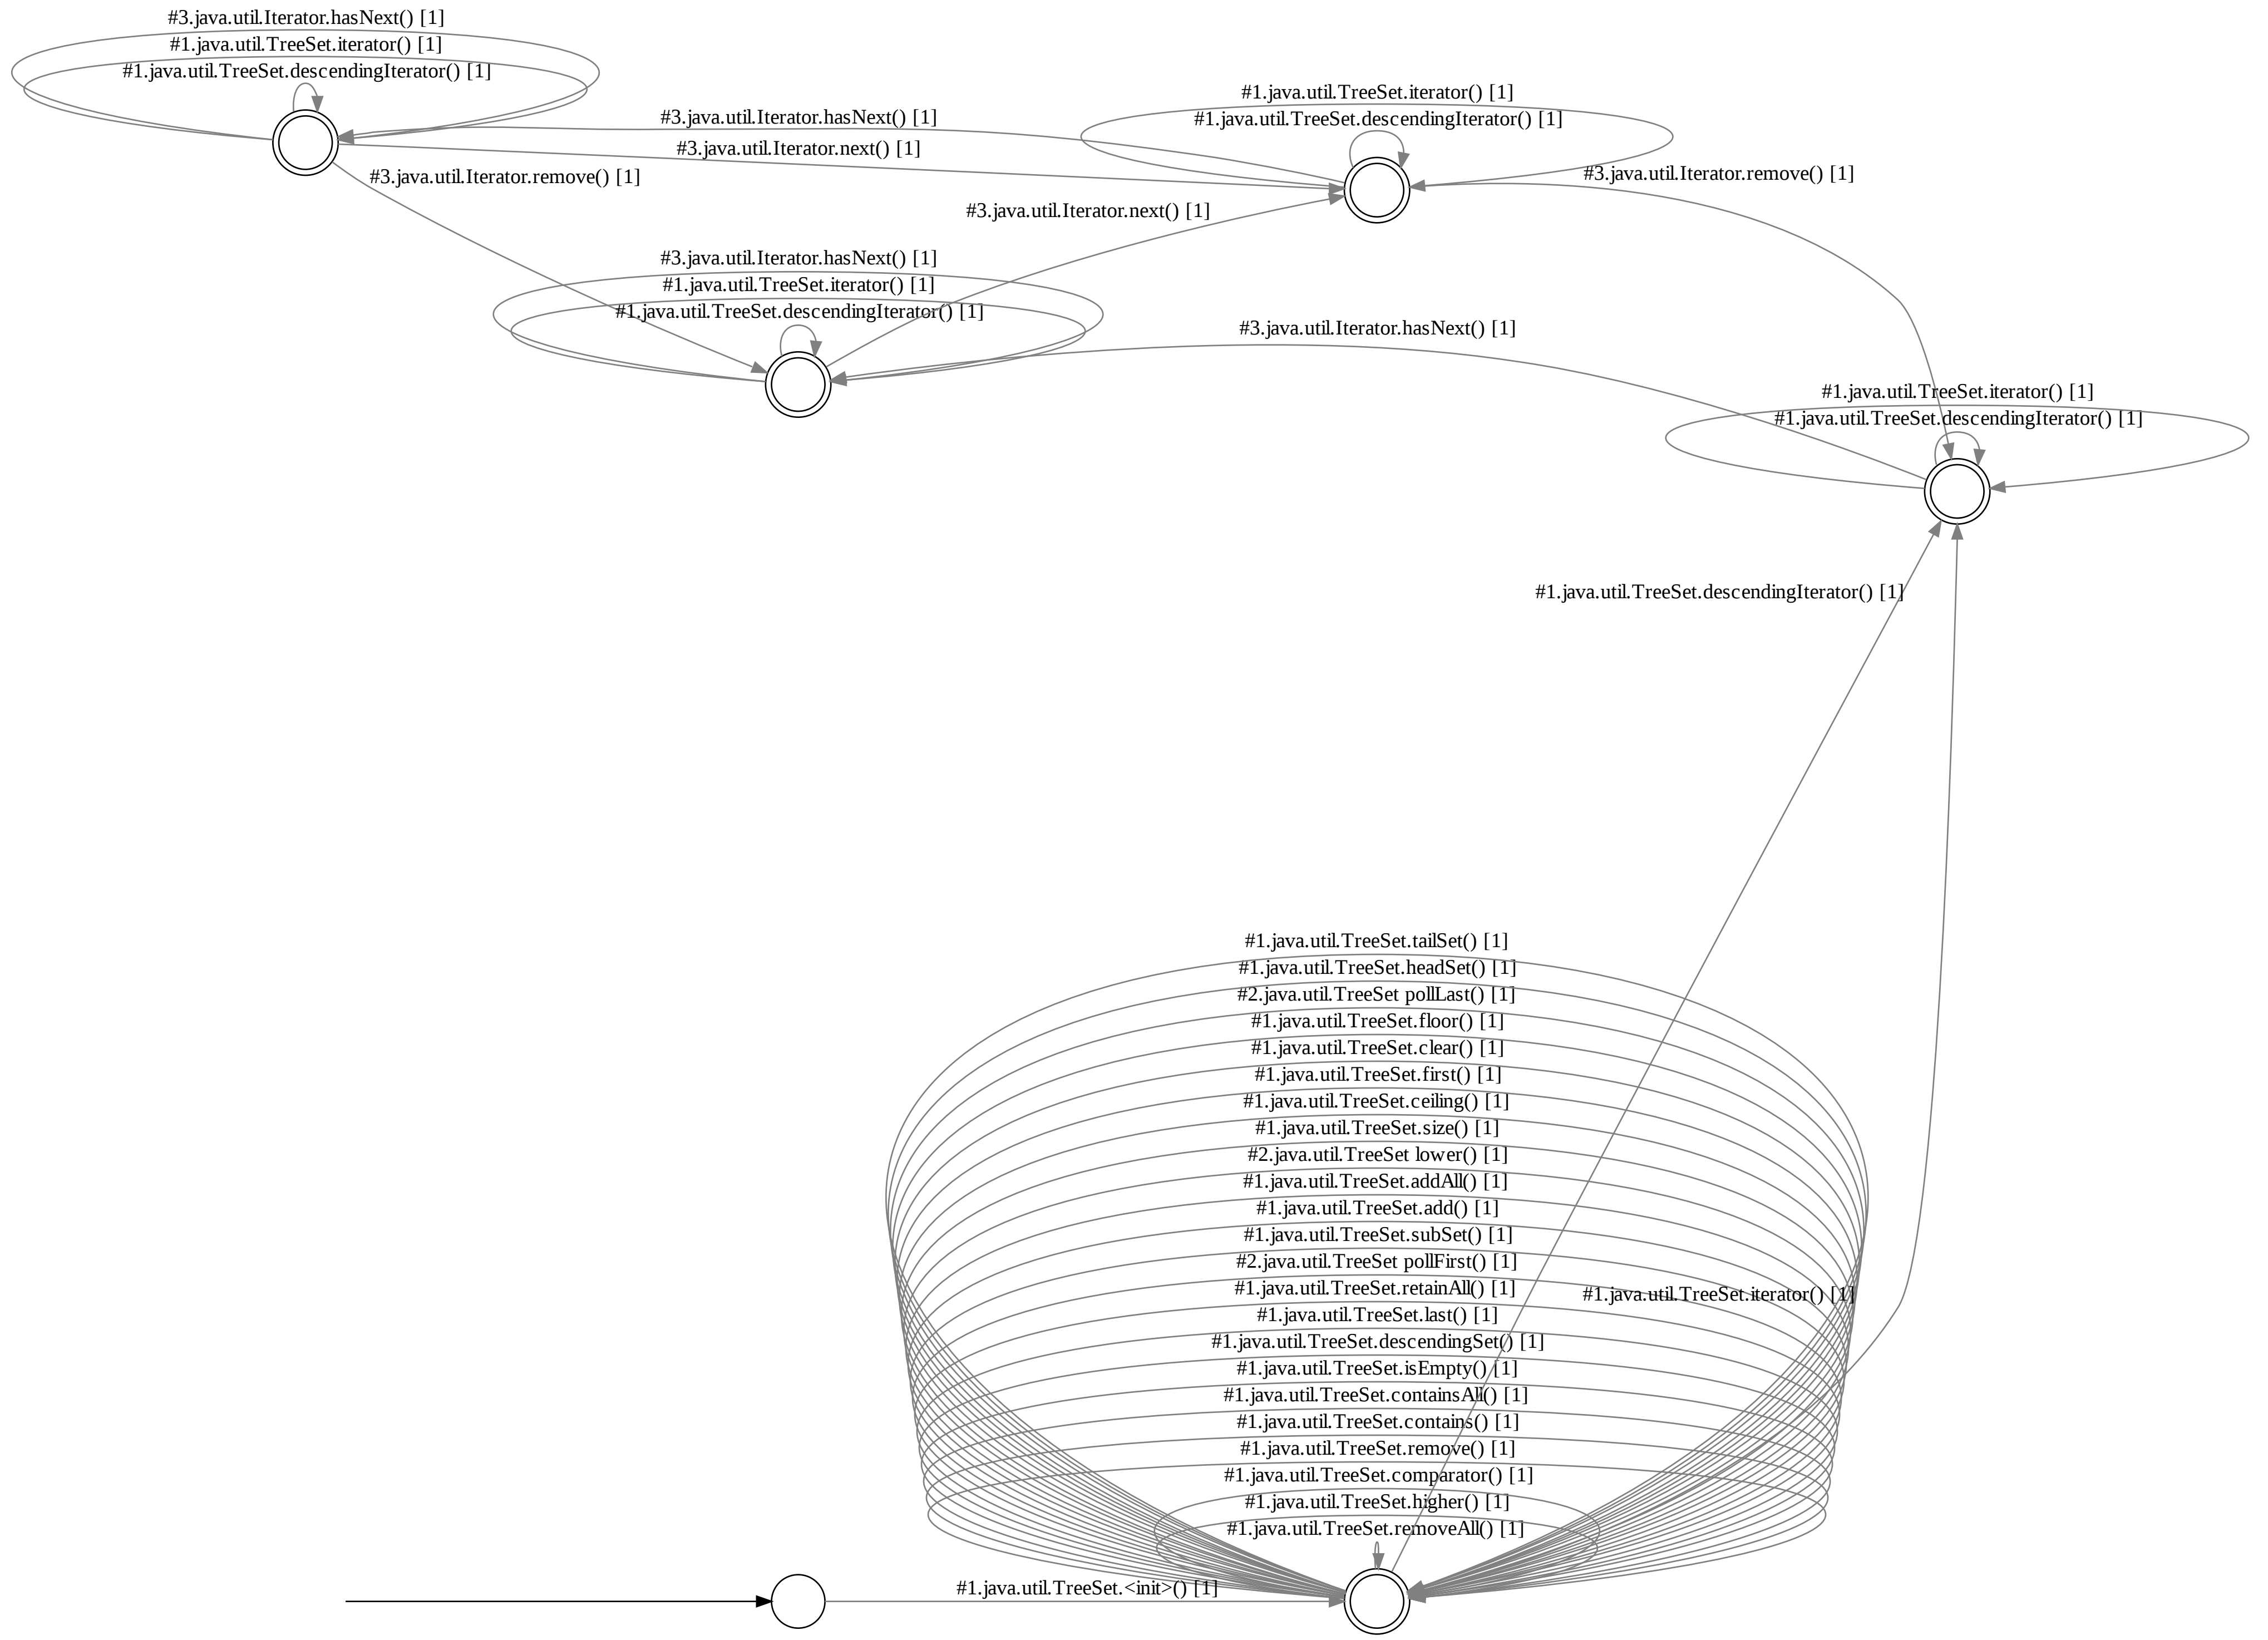 #3.java.util.Iterator.hasNext() [1]
#1.java.util.TreeSet.iterator() [1]
#1.java.util.TreeSet.descendingIterator() [1]
#1.java.util.TreeSet.iterator() [1]
#3.java.util.Iterator.hasNext() [1]
#1.java.util.TreeSet.descendingIterator() [1]
#3.java.util.Iterator.next() [1]
#3.java.util.Iterator.remove() [1]
#3.java.util.Iterator.remove() [1]
#3.java.util.Iterator.next() [1]
#3.java.util.Iterator.hasNext() [1]
#1.java.util.TreeSet.iterator() [1]
#1.java.util.TreeSet.descendingIterator() [1]
#3.java.util.Iterator.hasNext() [1]
#1.java.util.TreeSet.iterator() [1]
#1.java.util.TreeSet.descendingIterator() [1]
#1.java.util.TreeSet.descendingIterator() [1]
#1.java.util.TreeSet.tailSet() [1]
#1.java.util.TreeSet.headSet() [1]
#2.java.util.TreeSet pollLast() [1]
#1.java.util.TreeSet.floor() [1]
#1.java.util.TreeSet.clear() [1]
#1.java.util.TreeSet.first() [1]
#1.java.util.TreeSet.ceiling() [1]
#1.java.util.TreeSet.size() [1]
#2.java.util.TreeSet lower() [1]
#1.java.util.TreeSet.addAll() [1]
#1.java.util.TreeSet.add() [1]
#1.java.util.TreeSet.subSet() [1]
#2.java.util.TreeSet pollFirst() [1]
#1.java.util.TreeSet.retainAll() [1]
#1.java.util.TreeSet.iterator() [1]
#1.java.util.TreeSet.last() [1]
#1.java.util.TreeSet.descendingSet() [1]
#1.java.util.TreeSet.isEmpty() [1]
#1.java.util.TreeSet.containsAll() [1]
#1.java.util.TreeSet.contains() [1]
#1.java.util.TreeSet.remove() [1]
#1.java.util.TreeSet.comparator() [1]
#1.java.util.TreeSet.higher() [1]
#1.java.util.TreeSet.removeAll() [1]
#1.java.util.TreeSet.<init>() [1]